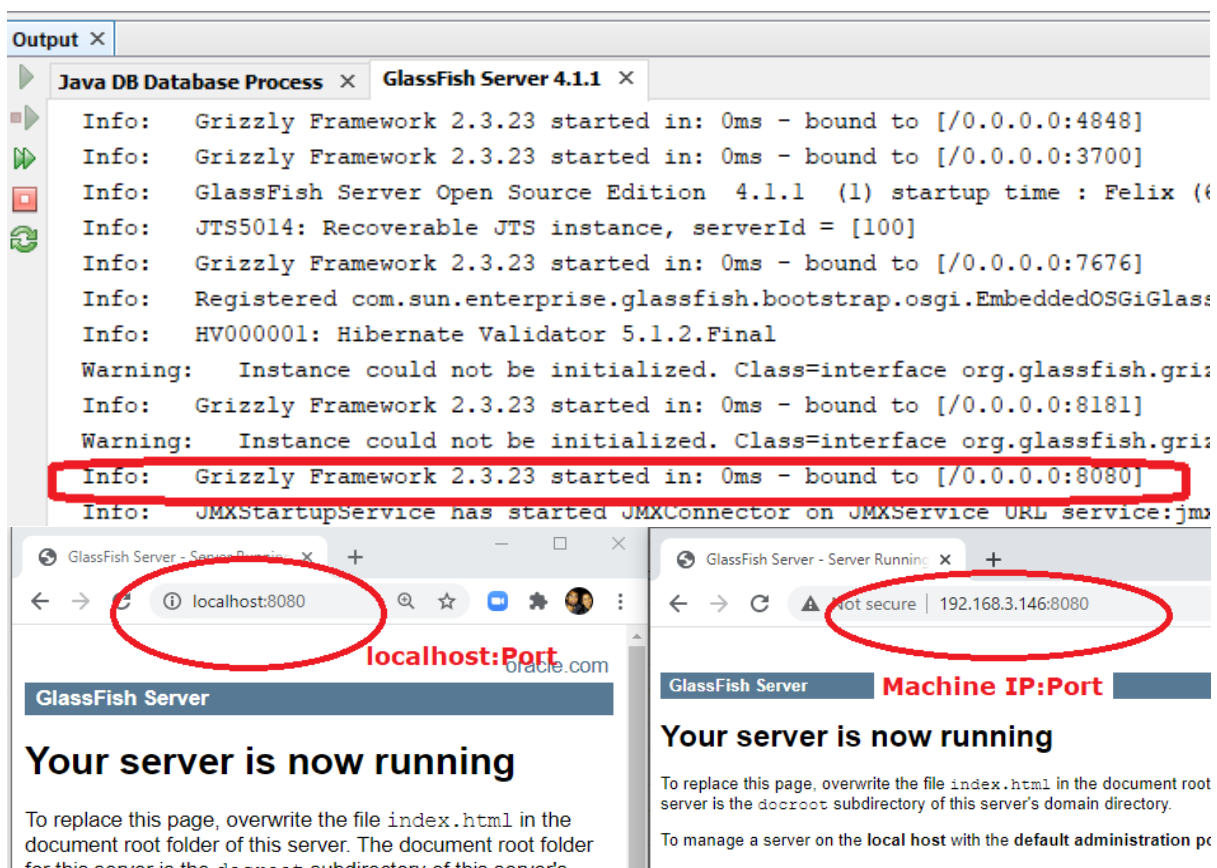 Output
Java DB Database Process
GlassFish Server 4.1.1
Info: Grizzly Framework 2.3.23 started in: 0ms - bound to [/0.0.0.0:4848]
Info: Grizzly Framework 2.3.23 started in: 0ms - bound to [/0.0.0.0:3700]
Info: GlassFish Server Open Source Edition 4.1.1 (1) startup time : Felix (6
Info: JTS5014: Recoverable JTS instance, serverId = [100]
Info: Grizzly Framework 2.3.23 started in: 0ms - bound to [/0.0.0.0:7676]
Info: Registered com.sun.enterprise.glassfish.bootstrap.osgi.EmbeddedOSGiGlass
Info: HV000001: Hibernate Validator 5.1.2.Final
Warning: Instance could not be initialized. Class=interface org.glassfish.griz
Info: Grizzly Framework 2.3.23 started in: 0ms - bound to [/0.0.0.0:8181]
Warning: Instance could not be initialized. Class=interface org.glassfish.griz
Info: Grizzly Framework 2.3.23 started in: 0ms - bound to [/0.0.0.0:8080]
Info: JMXStartupService has started JMXConnector on JMXService URL service:jmx
GlassFish Server - Server Running
localhost:8080
localhost:Port
oracle.com
GlassFish Server
Your server is now running
To replace this page, overwrite the file index.html in the
document root folder of this server. The document root folder
for this server is the docroot subdirectory of this server's
GlassFish Server - Server Running
Not secure | 192.168.3.146:8080
GlassFish Server
Machine IP:Port
Your server is now running
To replace this page, overwrite the file index.html in the document root
server is the docroot subdirectory of this server's domain directory.
To manage a server on the local host with the default administration po